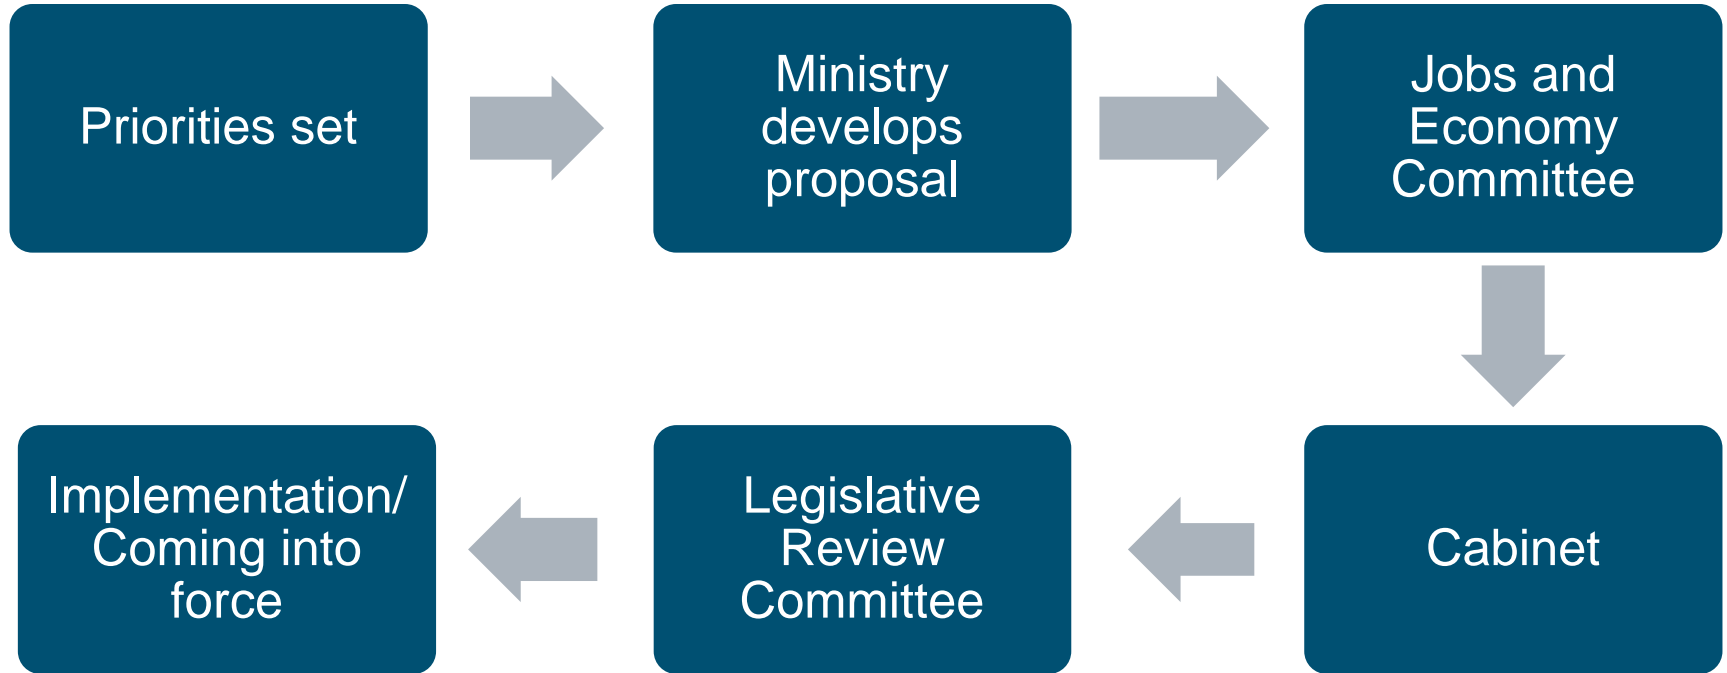 Priorities set
Ministry
develops
proposal
Jobs and
Economy
Committee
Cabinet
Legislative
Review
Committee
Implementation/
Coming into
force